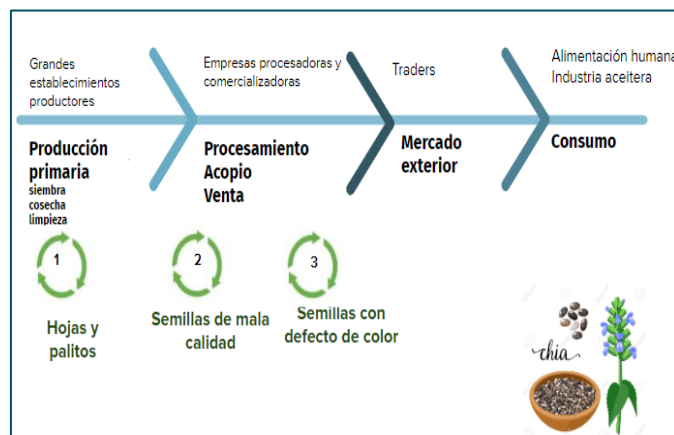 Grandes
establecimientos
productores
Empresas procesadoras y
comercializadoras
Traders
Alimentación humana
Industria aceitera
Producción
primaria
siembra
cosecha
limpieza
Procesamiento
Acopio
Venta
Mercado
exterior
Consumo
1
Hojas y
palitos
2
Semillas de mala
calidad
3
Semillas con
defecto de color
chia